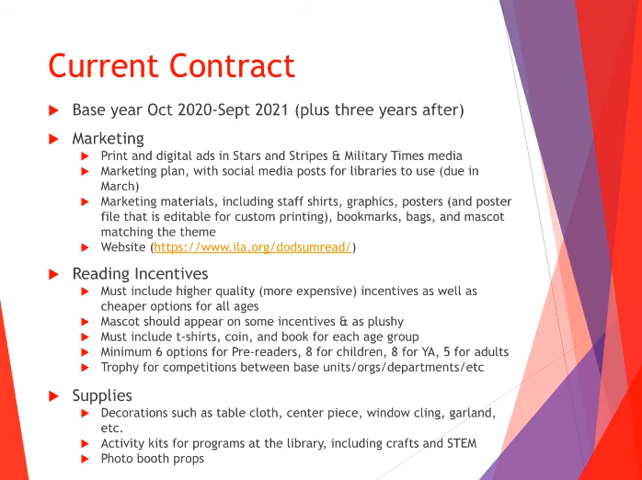 Current Contract
Base year Oct 2020-Sept 2021 (plus three years after)
Marketing
Print and digital ads in Stars and Stripes & Military Times media
Marketing plan, with social media posts for libraries to use (due in
March)
Marketing materials, including staff shirts, graphics, posters (and poster
file that is editable for custom printing), bookmarks, bags, and mascot
matching the theme
Website (https://www.ila.org/dodsumread/)
Reading Incentives
Must include higher quality (more expensive) incentives as well as
cheaper options for all ages
Mascot should appear on some incentives & as plushy
Must include t-shirts, coin, and book for each age group
Minimum 6 options for Pre-readers, 8 for children, 8 for YA, 5 for adults
Trophy for competitions between base units/orgs/departments/etc
Supplies
Decorations such as table cloth, center piece, window cling, garland,
etc.
Activity kits for programs at the library, including crafts and STEM
Photo booth props